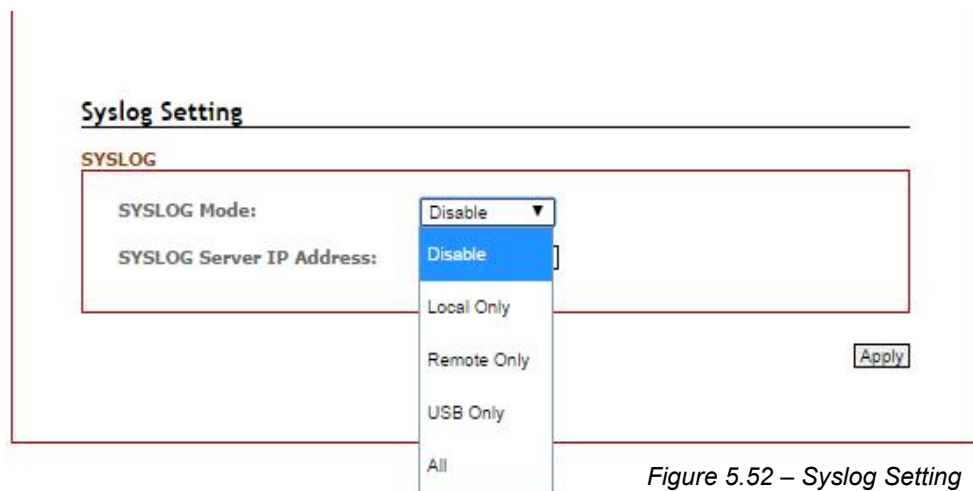 Syslog Setting
SYSLOG
SYSLOG Mode:
Disable
SYSLOG Server IP Address:
Disable
Local Only
Remote Only
USB Only
All
Apply
Figure 5.52 – Syslog Setting